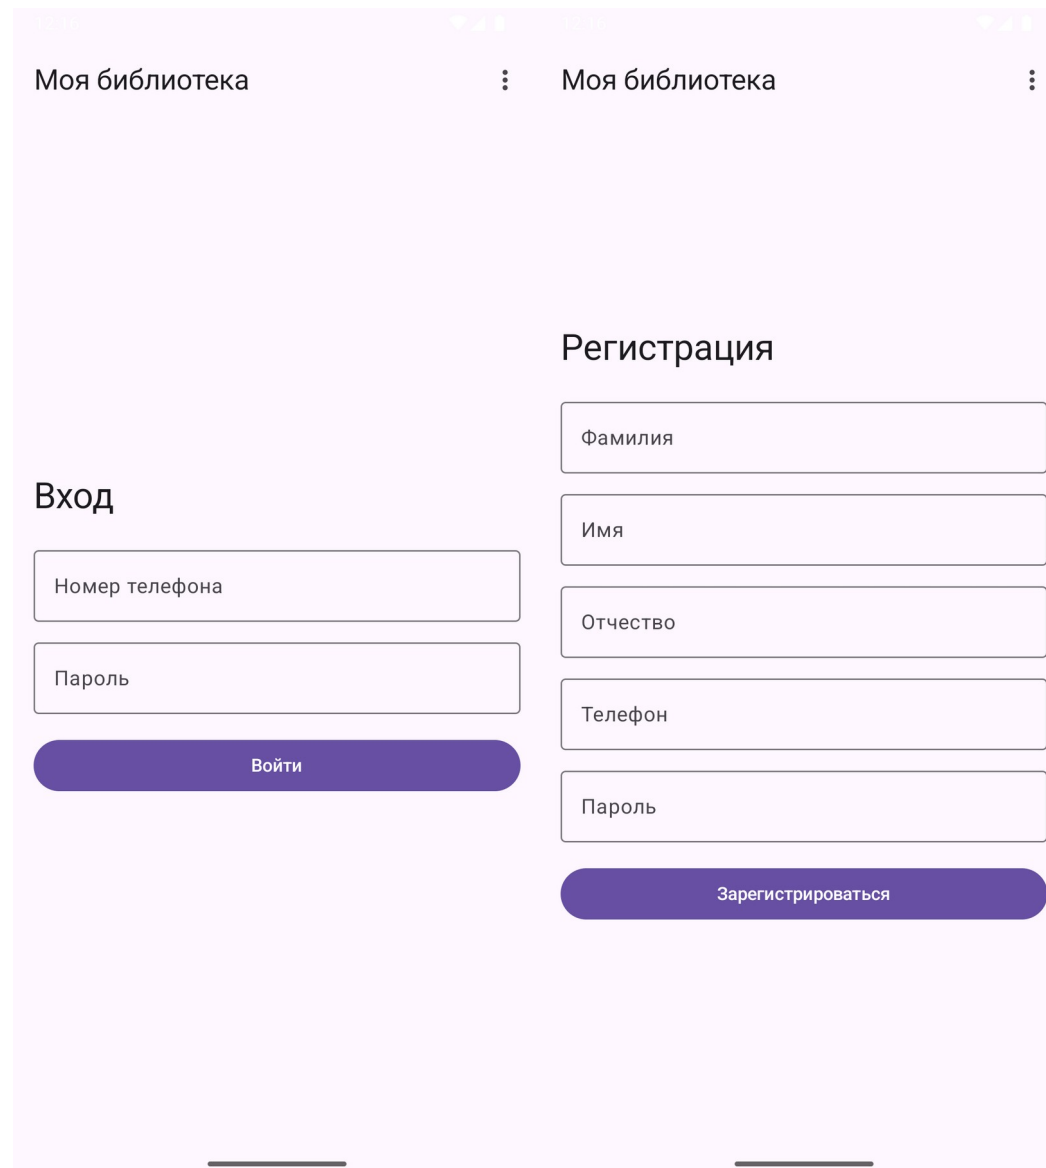 Моя библиотека
Вход
Номер телефона
Пароль
Войти
Моя библиотека
Регистрация
Фамилия
Имя
Отчество
Телефон
Пароль
Зарегистрироваться